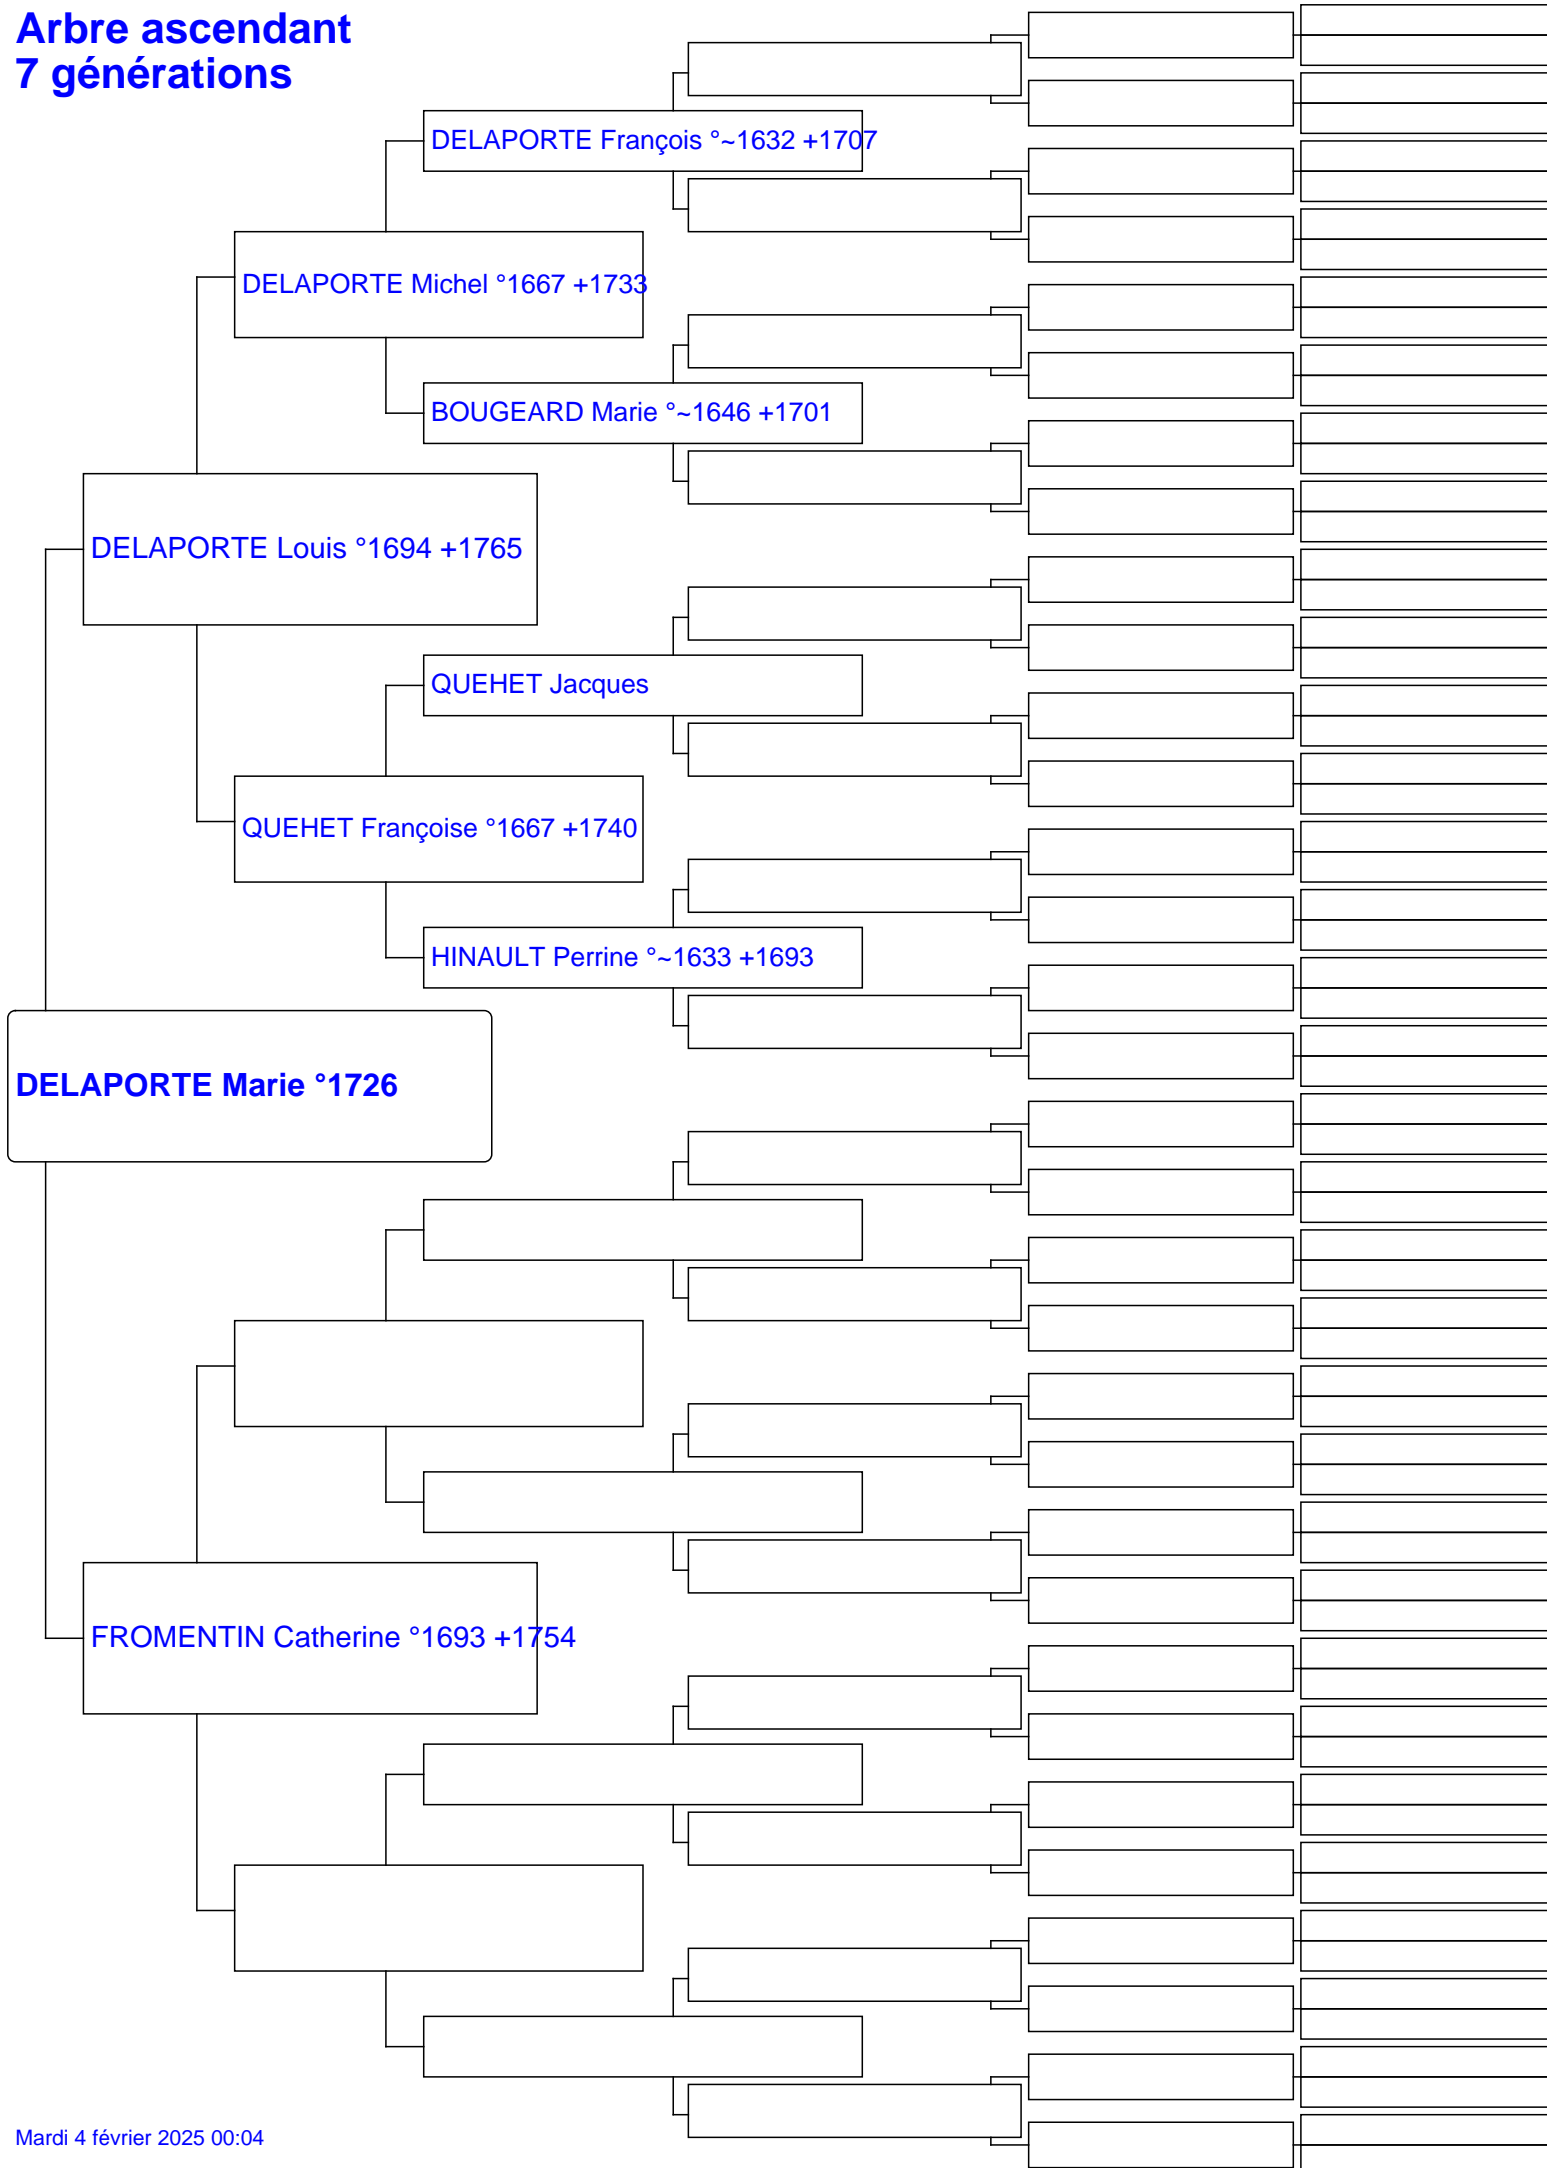 Arbre ascendant
7 générations
DELAPORTE François °~1632 +1707
DELAPORTE Michel °1667 +1733
BOUGEARD Marie °~1646 +1701
DELAPORTE Louis °1694 +1765
QUEHET Jacques
QUEHET Françoise °1667 +1740
HINAULT Perrine °~1633 +1693
DELAPORTE Marie °1726
FROMENTIN Catherine °1693 +1754
Mardi 4 février 2025 00:04